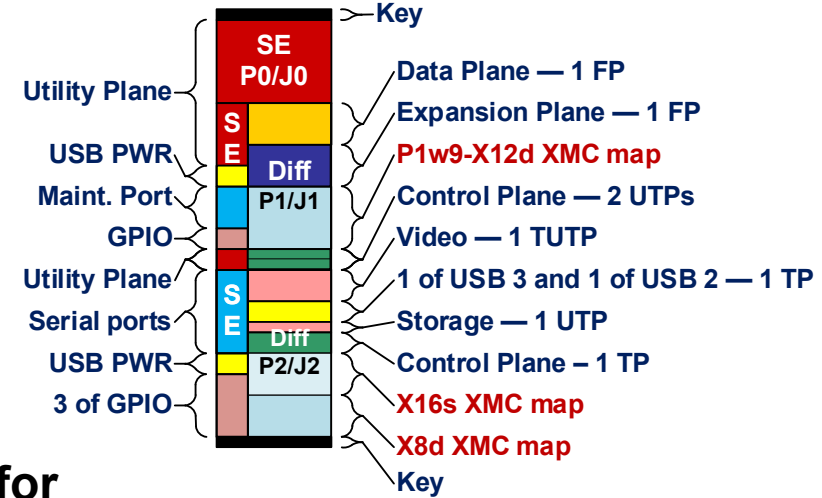 Key
SE
P0/J0
Utility Plane
Data Plane — 1 FP
Expansion Plane — 1 FP
S
E
USB PWR
Diff
P1w9-X12d XMC map
Maint. Port
P1/J1
Control Plane — 2 UTPs
GPIO
Video — 1 TUTP
Utility Plane
1 of USB 3 and 1 of USB 2 — 1 TP
S
E
Serial ports
Storage — 1 UTP
Diff
USB PWR
P2/J2
Control Plane – 1 TP
3 of GPIO
X16s XMC map
X8d XMC map
for
Key